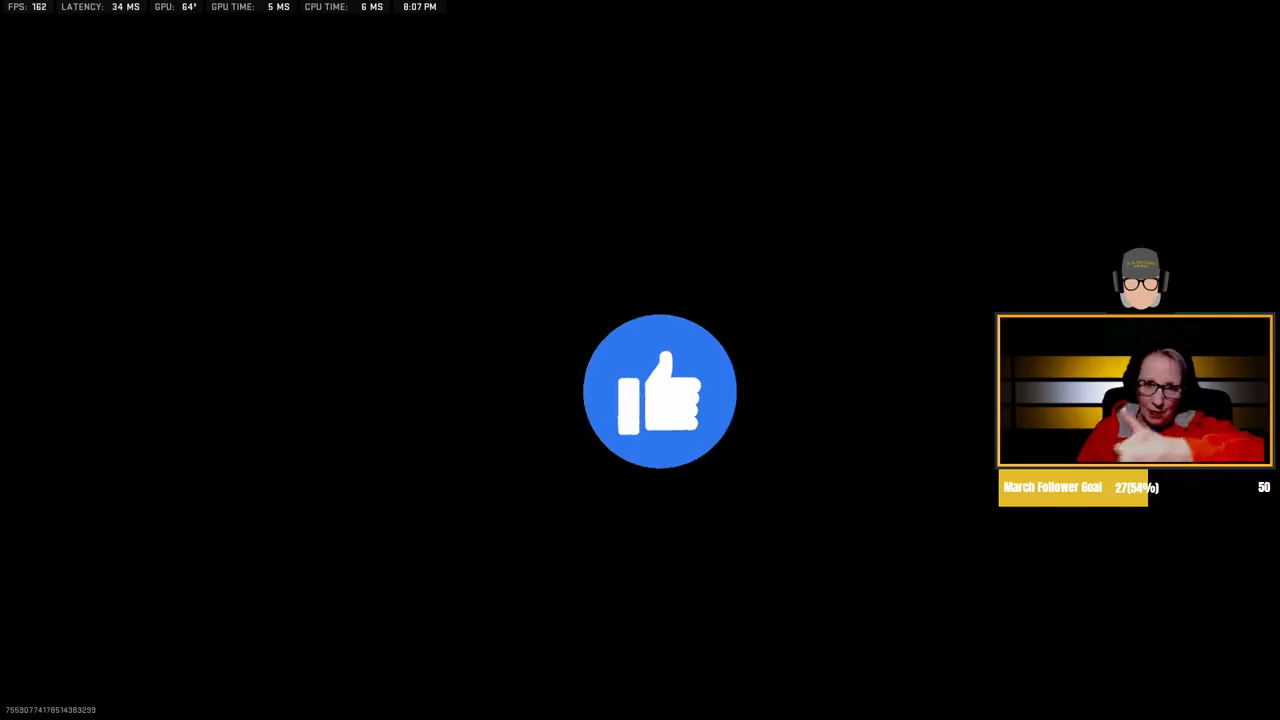 FPS: 162 LATENCY: 34 MS GPU: 64° GPU TIME: 5 MS CPU TIME: 6 MS 8:07 PM
March Follower Goal 27(54%) 50
75590774178514383299